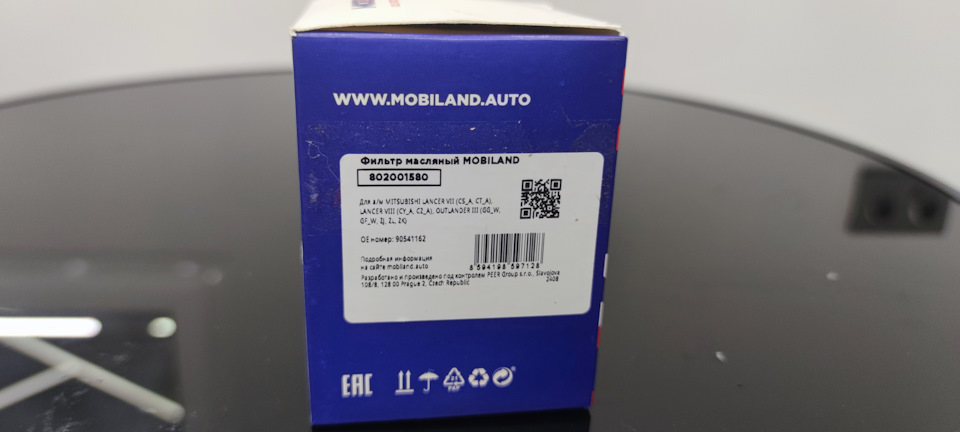 WWW.MOBILAND.AUTO
Фильтр масляный MOBILAND
802001580
Для а/м MITSUBISHI LANCER VII (CS_A, CT_A),
LANCER VIII (CY_A, CZ_A), OUTLANDER III (GG_W,
GF_W, ZJ, ZL, ZK)
OE номер: 90541162
8 594198 597128
Подробная информация
на сайте mobiland.auto
Разработано и произведено под контролем PEER Group s.r.o., Slavojova
108/8, 128 00 Prague 2, Czech Republic
2408
EAC
PAP